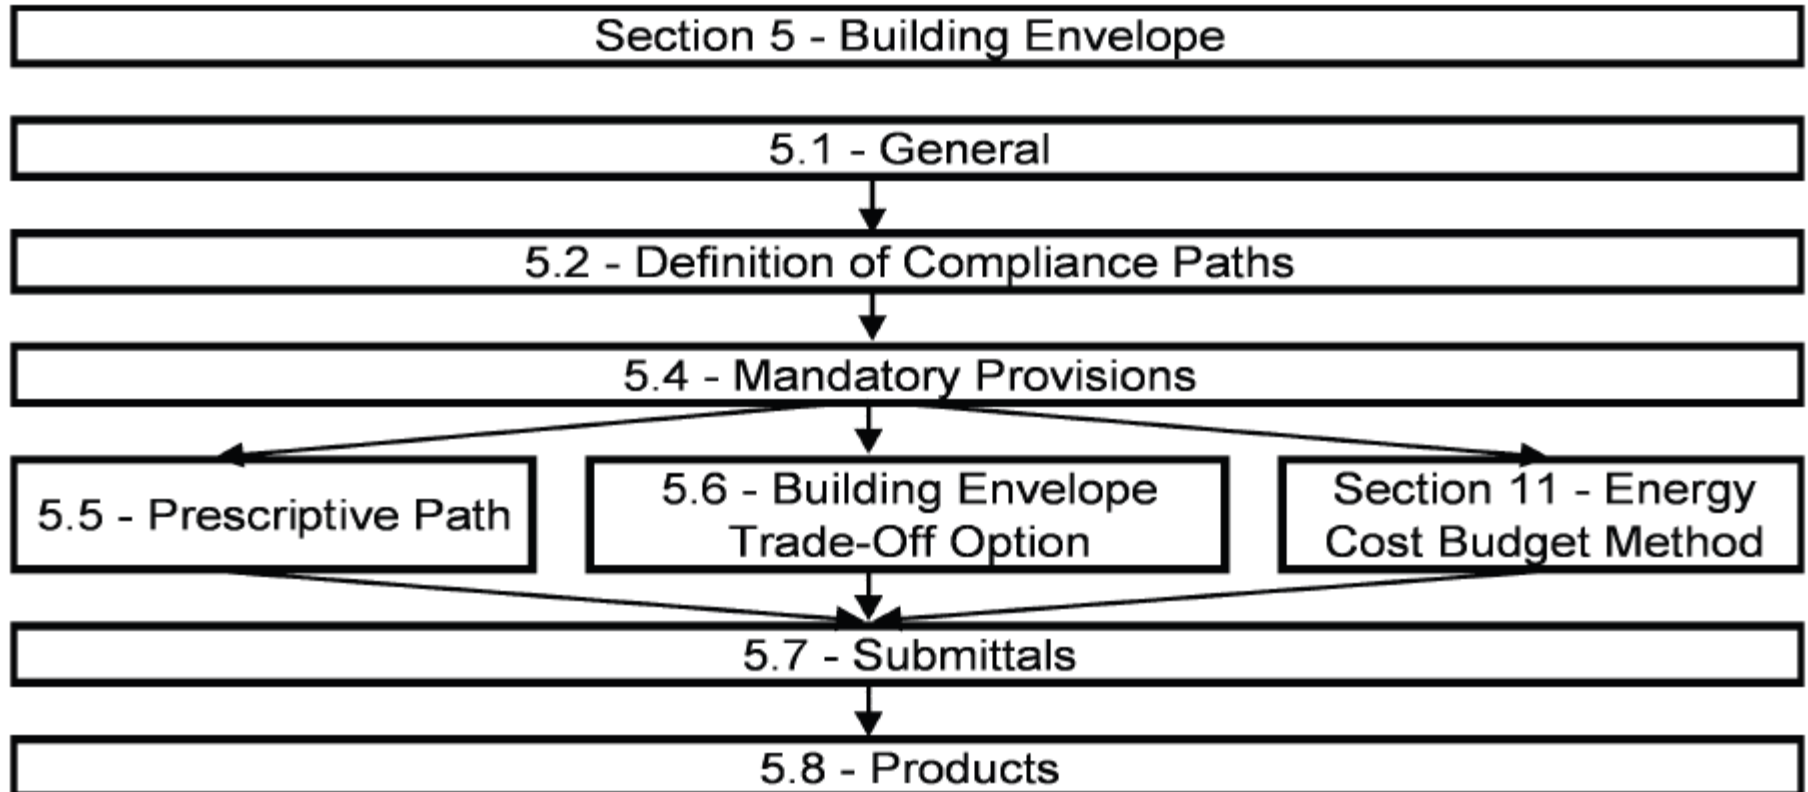 Section 5 - Building Envelope
5.1 - General
5.2 - Definition of Compliance Paths
5.4 - Mandatory Provisions
5.5 - Prescriptive Path
5.6 - Building Envelope
Trade-Off Option
Section 11 - Energy
Cost Budget Method
5.7 - Submittals
5.8 - Products